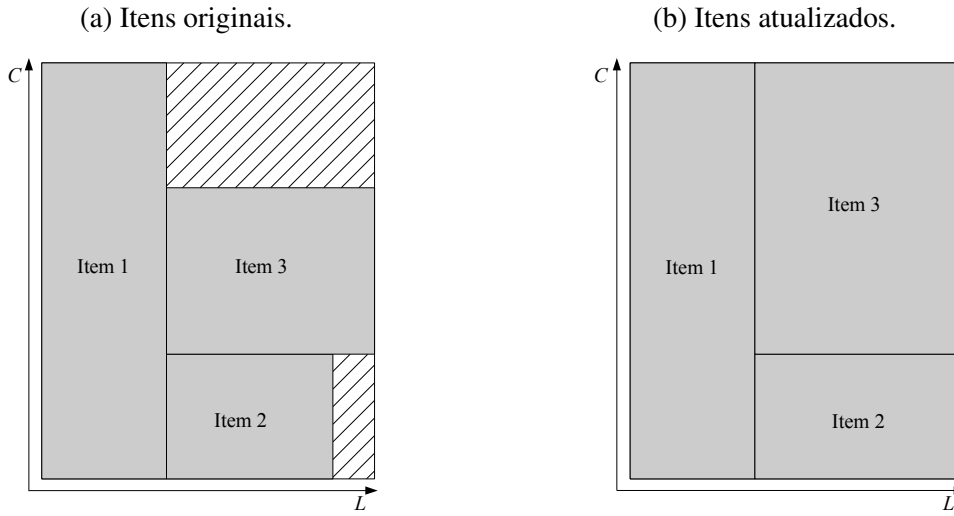 (a) Itens originais.
C
Item 1
Item 3
Item 2
L
(b) Itens atualizados.
C
Item 1
Item 3
Item 2
L